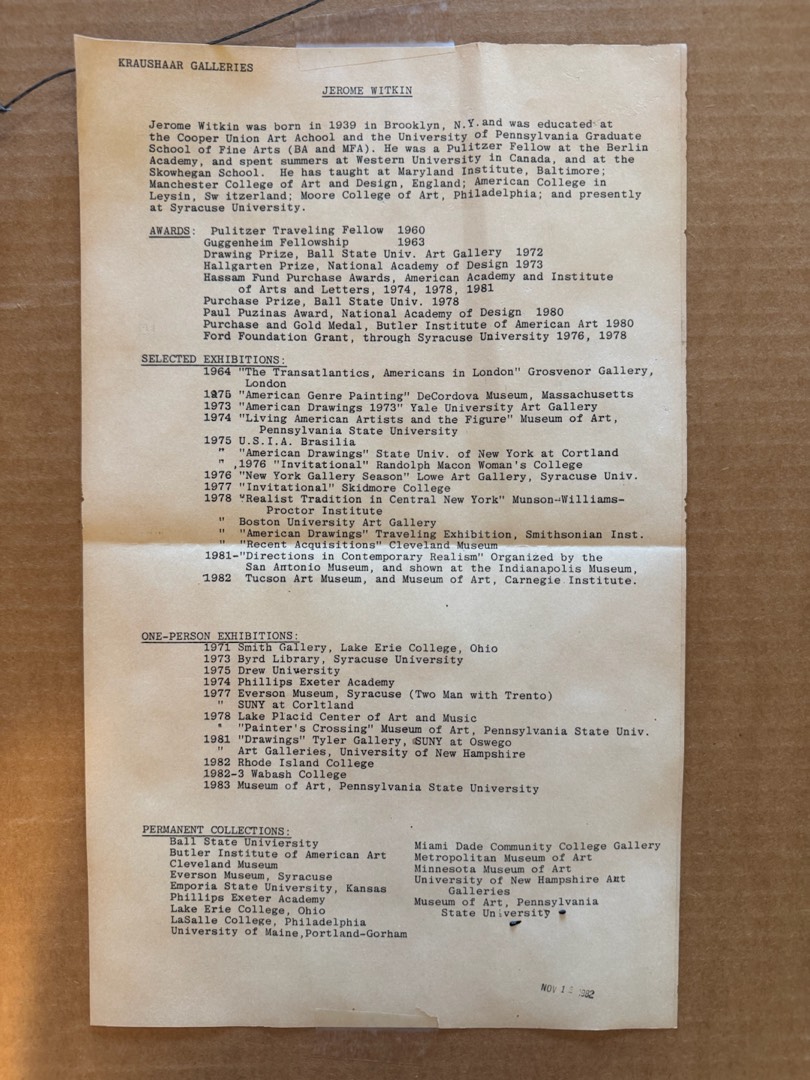 KRAUSHAAR GALLERIES
JEROME WITKIN
Jerome Witkin was born in 1939 in Brooklyn, N.Y.and was educated at
the Cooper Union Art Achool and the University of Pennsylvania Graduate
School of Fine Arts (BA and MFA). He was a Pulitzer Fellow at the Berlin
Academy, and spent summers at Western University in Canada, and at the
Skowhegan School. He has taught at Maryland Institute, Baltimore;
Manchester College of Art and Design, England; American College in
Leysin, Sw itzerland; Moore College of Art, Philadelphia; and presently
at Syracuse University.
AWARDS: Pulitzer Traveling Fellow 1960
Guggenheim Fellowship 1963
Drawing Prize, Ball State Univ. Art Gallery 1972
Hallgarten Prize, National Academy of Design 1973
Hassam Fund Purchase Awards, American Academy and Institute
of Arts and Letters, 1974, 1978, 1981
Purchase Prize, Ball State Univ. 1978
Paul Puzinas Award, National Academy of Design 1980
Purchase and Gold Medal, Butler Institute of American Art 1980
Ford Foundation Grant, through Syracuse University 1976, 1978
SELECTED EXHIBITIONS:
1964 "The Transatlantics, Americans in London" Grosvenor Gallery,
London
"American Genre Painting" DeCordova Museum, Massachusetts
1973 "American Drawings 1973" Yale University Art Gallery
1974 "Living American Artists and the Figure" Museum of Art,
Pennsylvania State University
1975 U.S.I.A. Brasilia
" "American Drawings" State Univ. of New York at Cortland
" ,1976 "Invitational" Randolph Macon Woman's College
1976 "New York Gallery Season" Lowe Art Gallery, Syracuse Univ.
1977 "Invitational" Skidmore College
1978 "Realist Tradition in Central New York" Munson-Williams-
Proctor Institute
" Boston University Art Gallery
" "American Drawings" Traveling Exhibition, Smithsonian Inst.
" "Recent Acquisitions" Cleveland Museum
1981-"Directions in Contemporary Realism" Organized by the
San Antonio Museum, and shown at the Indianapolis Museum,
1982 Tucson Art Museum, and Museum of Art, Carnegie Institute.
ONE-PERSON EXHIBITIONS:
1971 Smith Gallery, Lake Erie College, Ohio
1973 Byrd Library, Syracuse University
1975 Drew University
1974 Phillips Exeter Academy
1977 Everson Museum, Syracuse (Two Man with Trento)
" SUNY at Corltland
1978 Lake Placid Center of Art and Music
" "Painter's Crossing" Museum of Art, Pennsylvania State Univ.
1981 "Drawings" Tyler Gallery, SUNY at Oswego
" Art Galleries, University of New Hampshire
1982 Rhode Island College
1982-3 Wabash College
1983 Museum of Art, Pennsylvania State University
PERMANENT COLLECTIONS:
Ball State Univiersity
Butler Institute of American Art
Cleveland Museum
Everson Museum, Syracuse
Emporia State University, Kansas
Phillips Exeter Academy
Lake Erie College, Ohio
LaSalle College, Philadelphia
University of Maine,Portland-Gorham
Miami Dade Community College Gallery
Metropolitan Museum of Art
Minnesota Museum of Art
University of New Hampshire Art
Galleries
Museum of Art, Pennsylvania
State University
NOV 1982